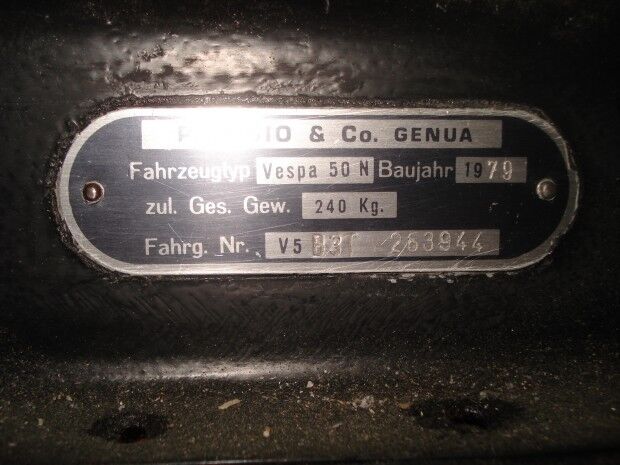 & Co. GENUA
Fahrzeugtyp Vespa 50 N Baujahr 1979
zul. Ges. Gew. 240 Kg.
Fahrg. Nr. V5 263944